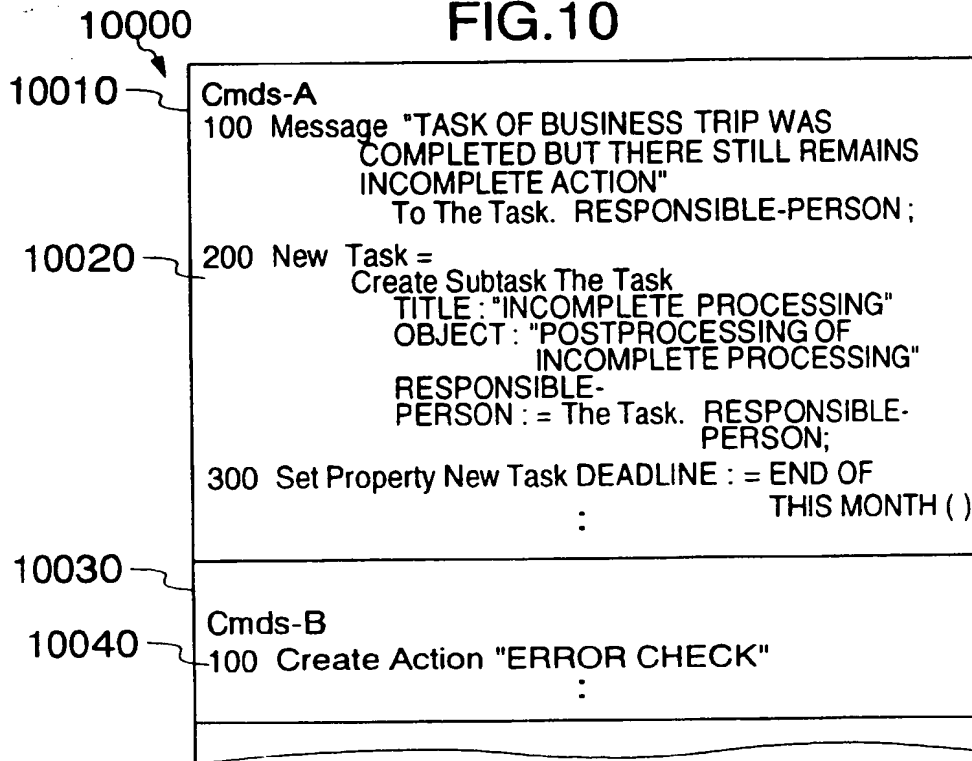 FIG.10
10000
10010
Cmds-A
100 Message "TASK OF BUSINESS TRIP WAS
COMPLETED BUT THERE STILL REMAINS
INCOMPLETE ACTION"
To The Task. RESPONSIBLE-PERSON ;
10020
200 New Task =
Create Subtask The Task
TITLE : "INCOMPLETE PROCESSING"
OBJECT : "POSTPROCESSING OF
INCOMPLETE PROCESSING"
RESPONSIBLE-
PERSON : = The Task. RESPONSIBLE-
PERSON;
300 Set Property New Task DEADLINE : = END OF
THIS MONTH ( )
:
10030
Cmds-B
10040
100 Create Action "ERROR CHECK"
: